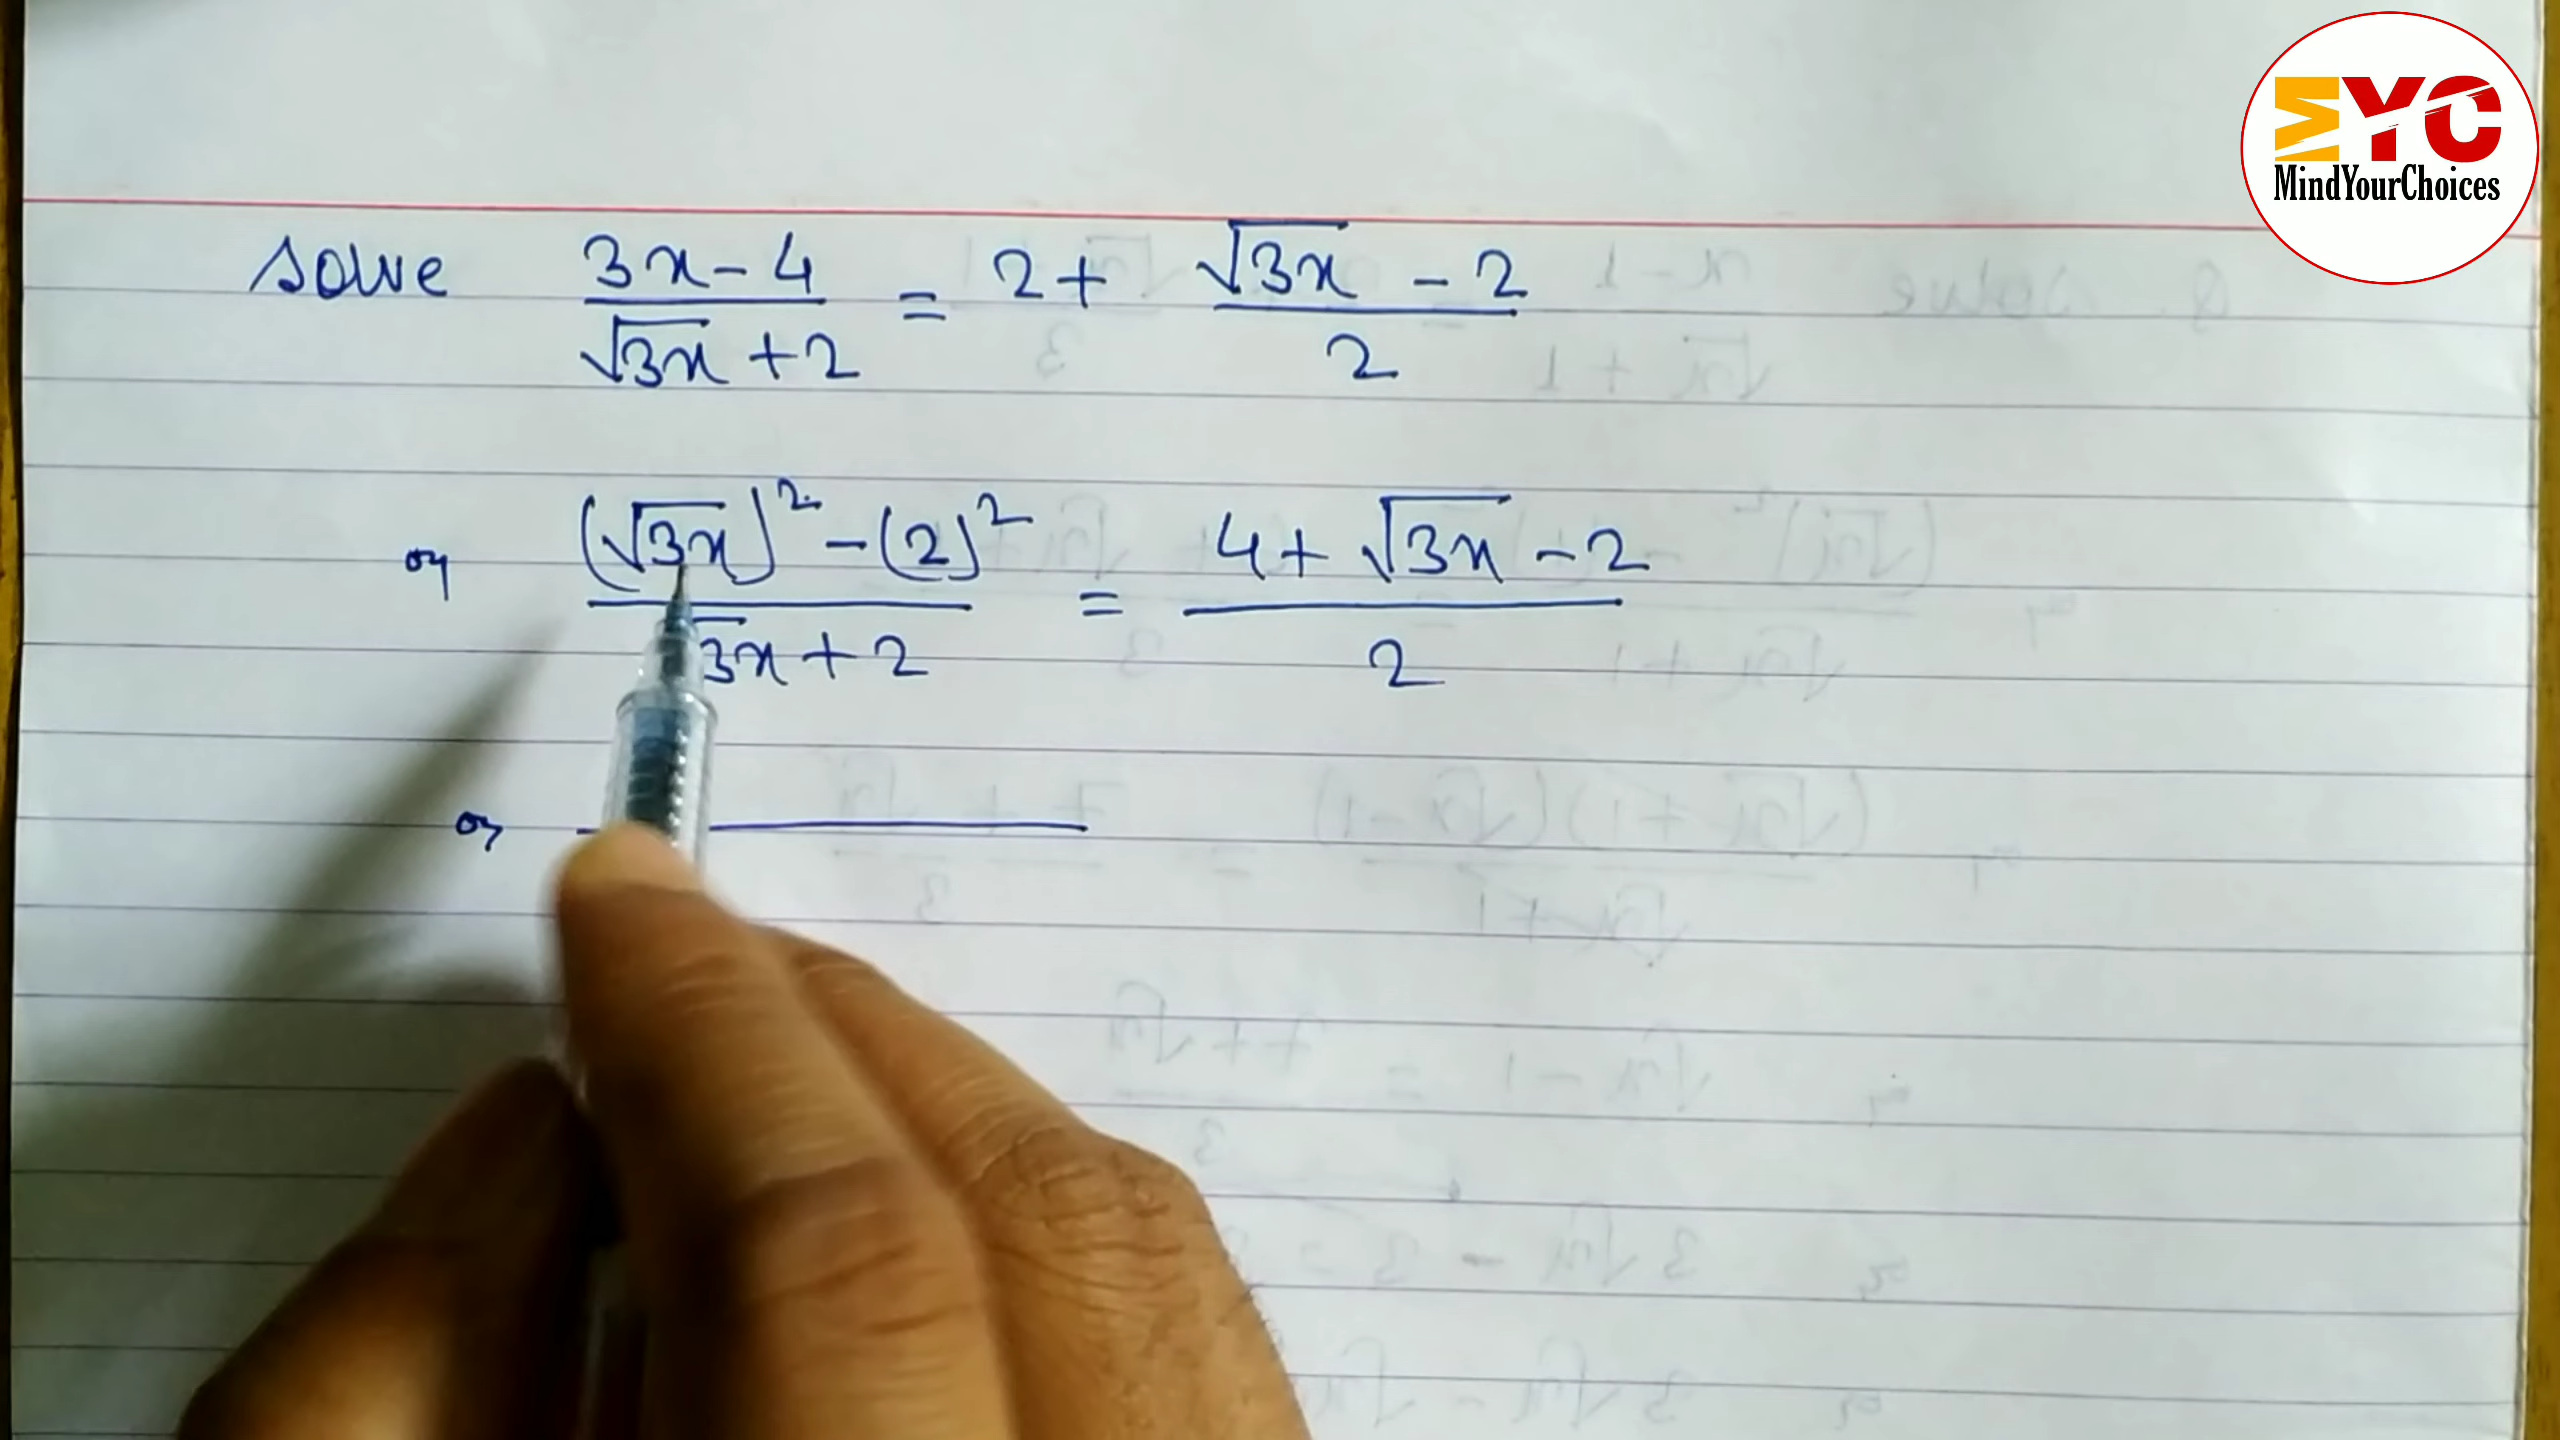 MYC
MindYourChoices
Solve (3x-4)/(√3x+2) = 2 + (√3x-2)/2
or ((√3x)²-(2)²)/(√3x+2) = (4+√3x-2)/2
or